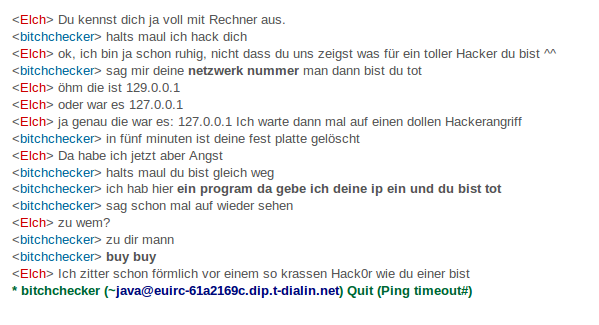 <Elch> Du kennst dich ja voll mit Rechner aus.
<bitchchecker> halts maul ich hack dich
<Elch> ok, ich bin ja schon ruhig, nicht dass du uns zeigst was für ein toller Hacker du bist ^^
<bitchchecker> sag mir deine netzwerk nummer man dann bist du tot
<Elch> öhm die ist 129.0.0.1
<Elch> oder war es 127.0.0.1
<Elch> ja genau die war es: 127.0.0.1 Ich warte dann mal auf einen dollen Hackerangriff
<bitchchecker> in fünf minuten ist deine fest platte gelöscht
<Elch> Da habe ich jetzt aber Angst
<bitchchecker> halts maul du bist gleich weg
<bitchchecker> ich hab hier ein program da gebe ich deine ip ein und du bist tot
<bitchchecker> sag schon mal auf wieder sehen
<Elch> zu wem?
<bitchchecker> zu dir mann
<bitchchecker> buy buy
<Elch> Ich zitter schon förmlich vor einem so krassen Hack0r wie du einer bist
* bitchchecker (~java@euirc-61a2169c.dip.t-dialin.net) Quit (Ping timeout#)